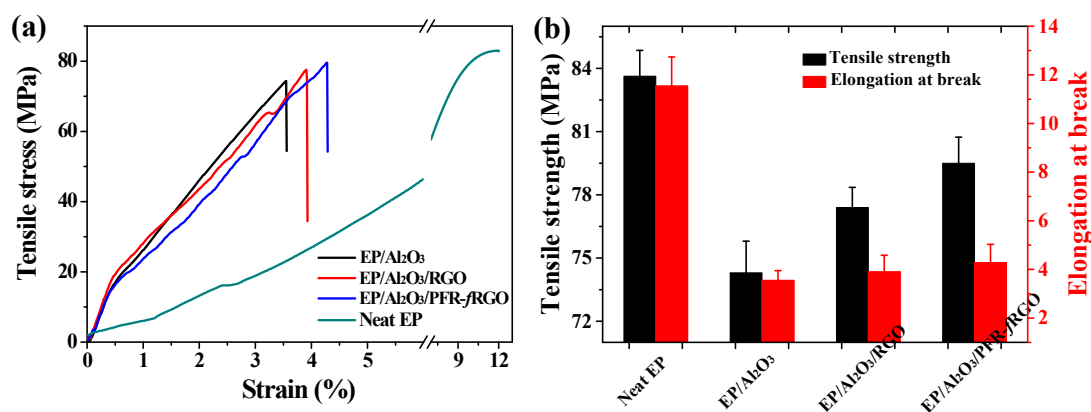 (a)
Tensile stress (MPa)
80
60
40
20
0
0
1
2
3
4
5
9
12
Strain (%)
EP/Al₂O₃
EP/Al₂O₃/RGO
EP/Al₂O₃/PFR-fRGO
Neat EP
(b)
Tensile strength (MPa)
84
81
78
75
72
Tensile strength
Elongation at break
14
12
10
8
6
4
2
Elongation at break
Neat EP
EP/Al₂O₃
EP/Al₂O₃/RGO
EP/Al₂O₃/PFR-fRGO